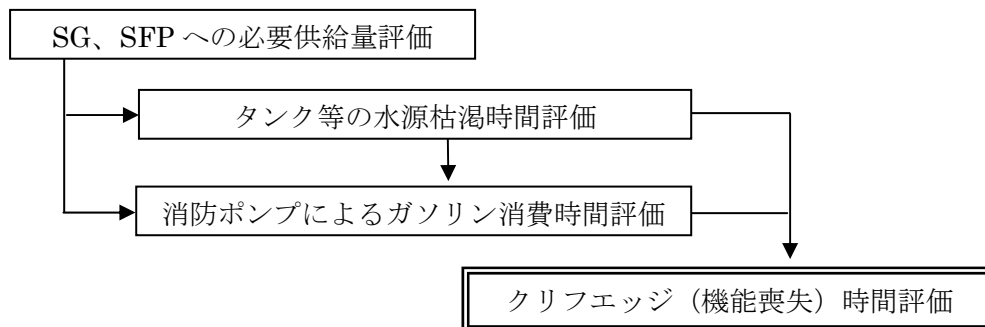 SG、SFP への必要供給量評価
タンク等の水源枯渇時間評価
消防ポンプによるガソリン消費時間評価
クリフエッジ（機能喪失）時間評価